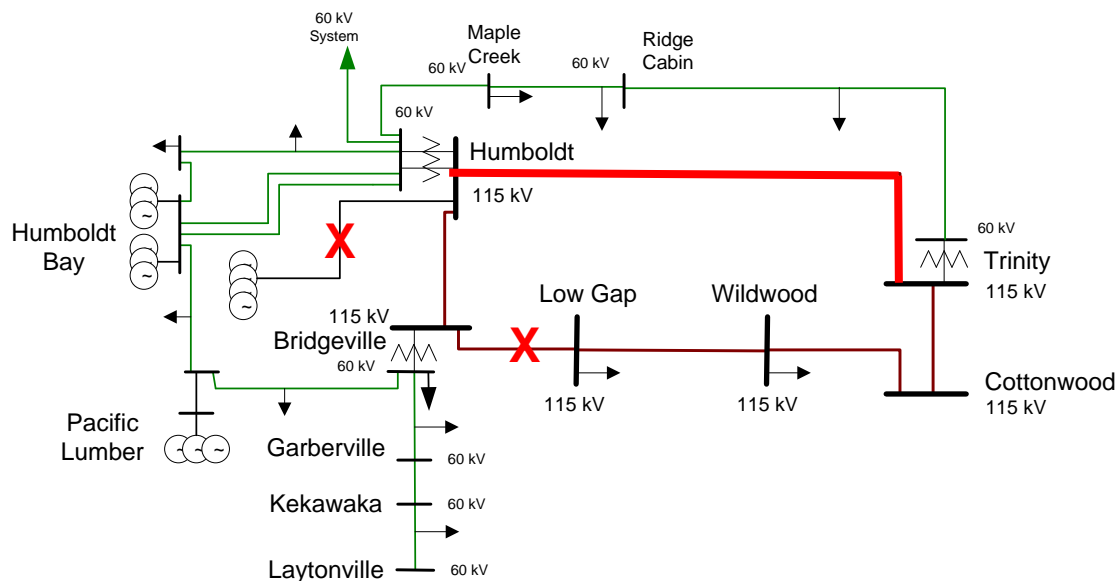 60 kV
System
Maple
Creek
Ridge
Cabin
60 kV
60 kV
60 kV
Humboldt
115 kV
X
Humboldt
Bay
~
~
~
60 kV
Trinity
115 kV
Low Gap
Wildwood
115 kV
Bridgeville
60 kV
X
115 kV
115 kV
Cottonwood
115 kV
Pacific
Lumber
~
Garberville
60 kV
Kekawaka
60 kV
Laytonville
60 kV